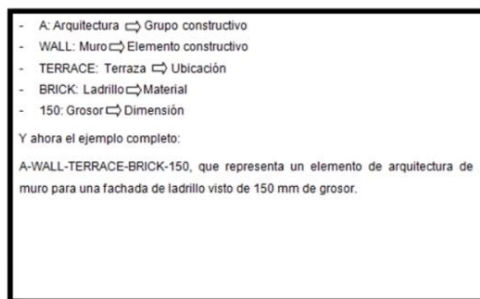 - A: Arquitectura ⇨ Grupo constructivo
- WALL: Muro ⇨ Elemento constructivo
- TERRACE: Terraza ⇨ Ubicación
- BRICK: Ladrillo ⇨ Material
- 150: Grosor ⇨ Dimensión
Y ahora el ejemplo completo:
A-WALL-TERRACE-BRICK-150, que representa un elemento de arquitectura de
muro para una fachada de ladrillo visto de 150 mm de grosor.